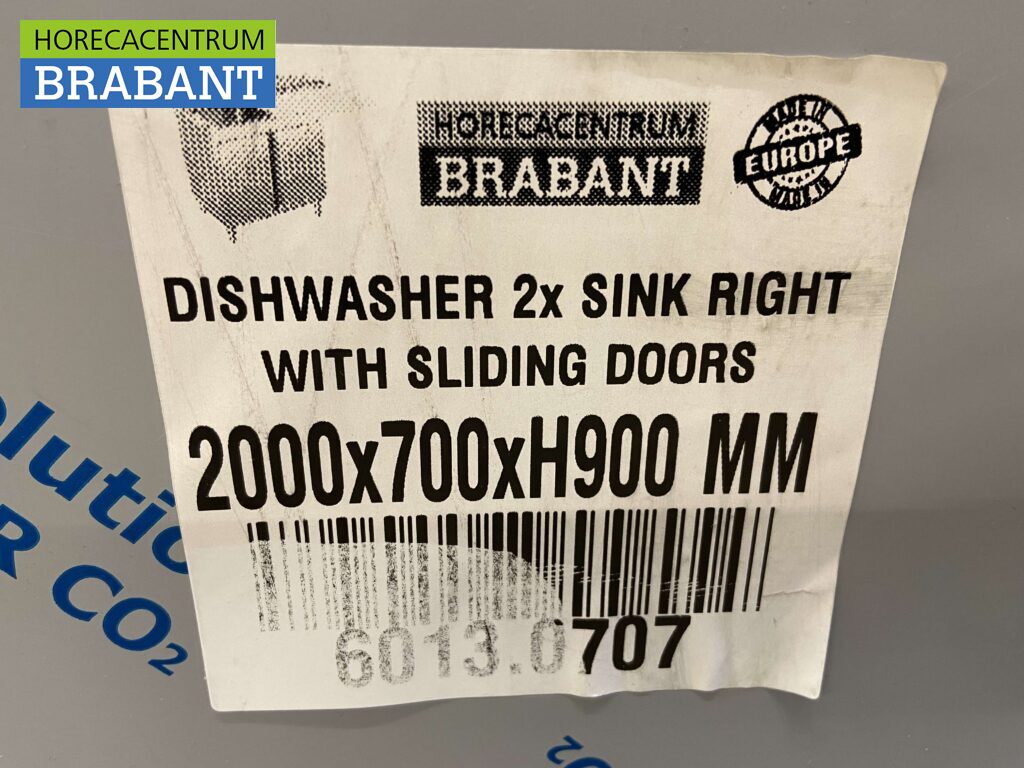 HORECACENTRUM
BRABANT
HORECACENTRUM
BRABANT
MADE IN
EUROPE
MADE IN
DISHWASHER 2x SINK RIGHT
WITH SLIDING DOORS
2000x700xH900 MM
6013.0707
olutio
R CO2